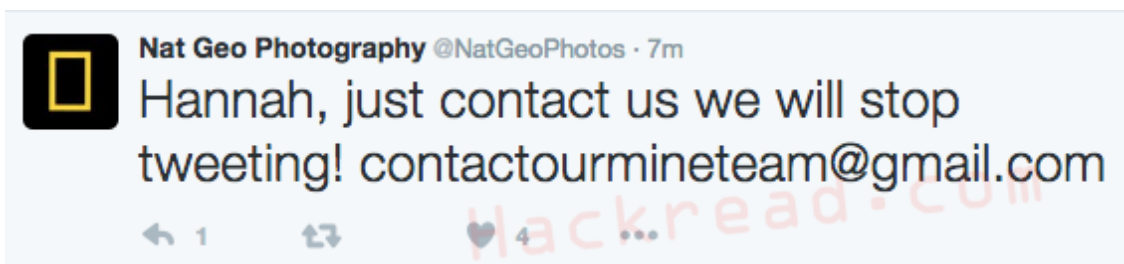 Nat Geo Photography @NatGeoPhotos · 7m
Hannah, just contact us we will stop
tweeting! contactourmineteam@gmail.com
1 4
Hackread.com